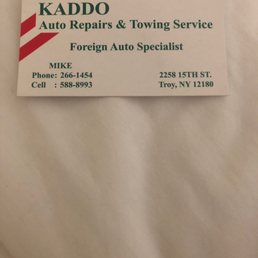 KADDO
Auto Repairs & Towing Service
Foreign Auto Specialist
MIKE
Phone: 266-1454 2258 15TH ST.
Cell : 588-8993 Troy, NY 12180